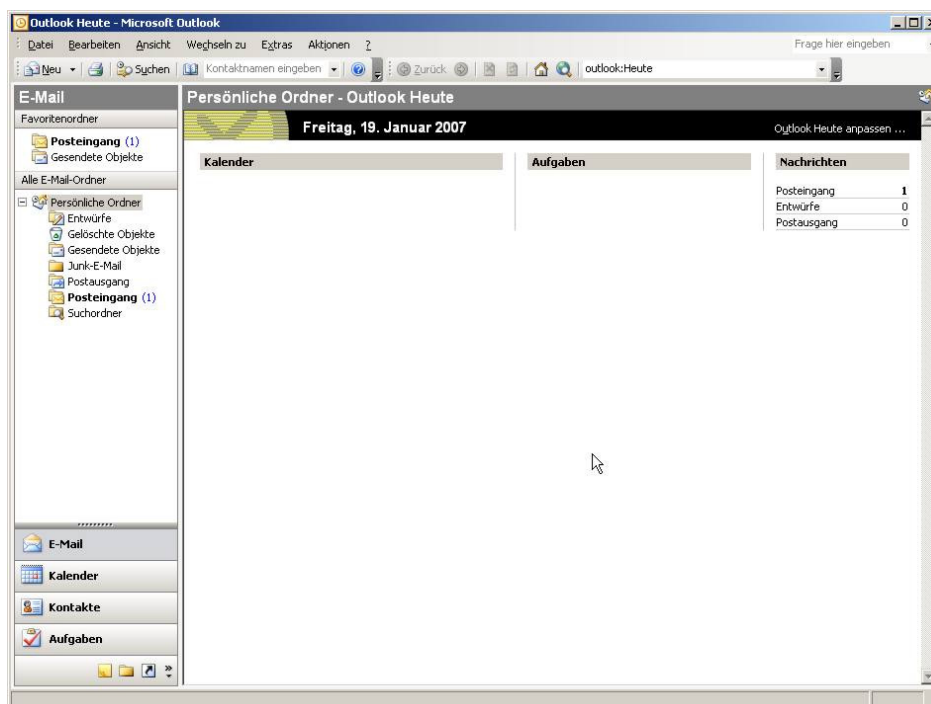 Outlook Heute - Microsoft Outlook
Datei Bearbeiten Ansicht Wechseln zu Extras Aktionen ? Frage hier eingeben
Neu Suchen Kontaktnamen eingeben Zurück outlook:Heute
E-Mail
Favoritenordner
Posteingang (1)
Gesendete Objekte
Alle E-Mail-Ordner
Persönliche Ordner
Entwürfe
Gelöschte Objekte
Gesendete Objekte
Junk-E-Mail
Postausgang
Posteingang (1)
Suchordner
E-Mail
Kalender
Kontakte
Aufgaben
Persönliche Ordner - Outlook Heute
Freitag, 19. Januar 2007 Outlook Heute anpassen ...
Kalender Aufgaben Nachrichten
Posteingang 1
Entwürfe 0
Postausgang 0